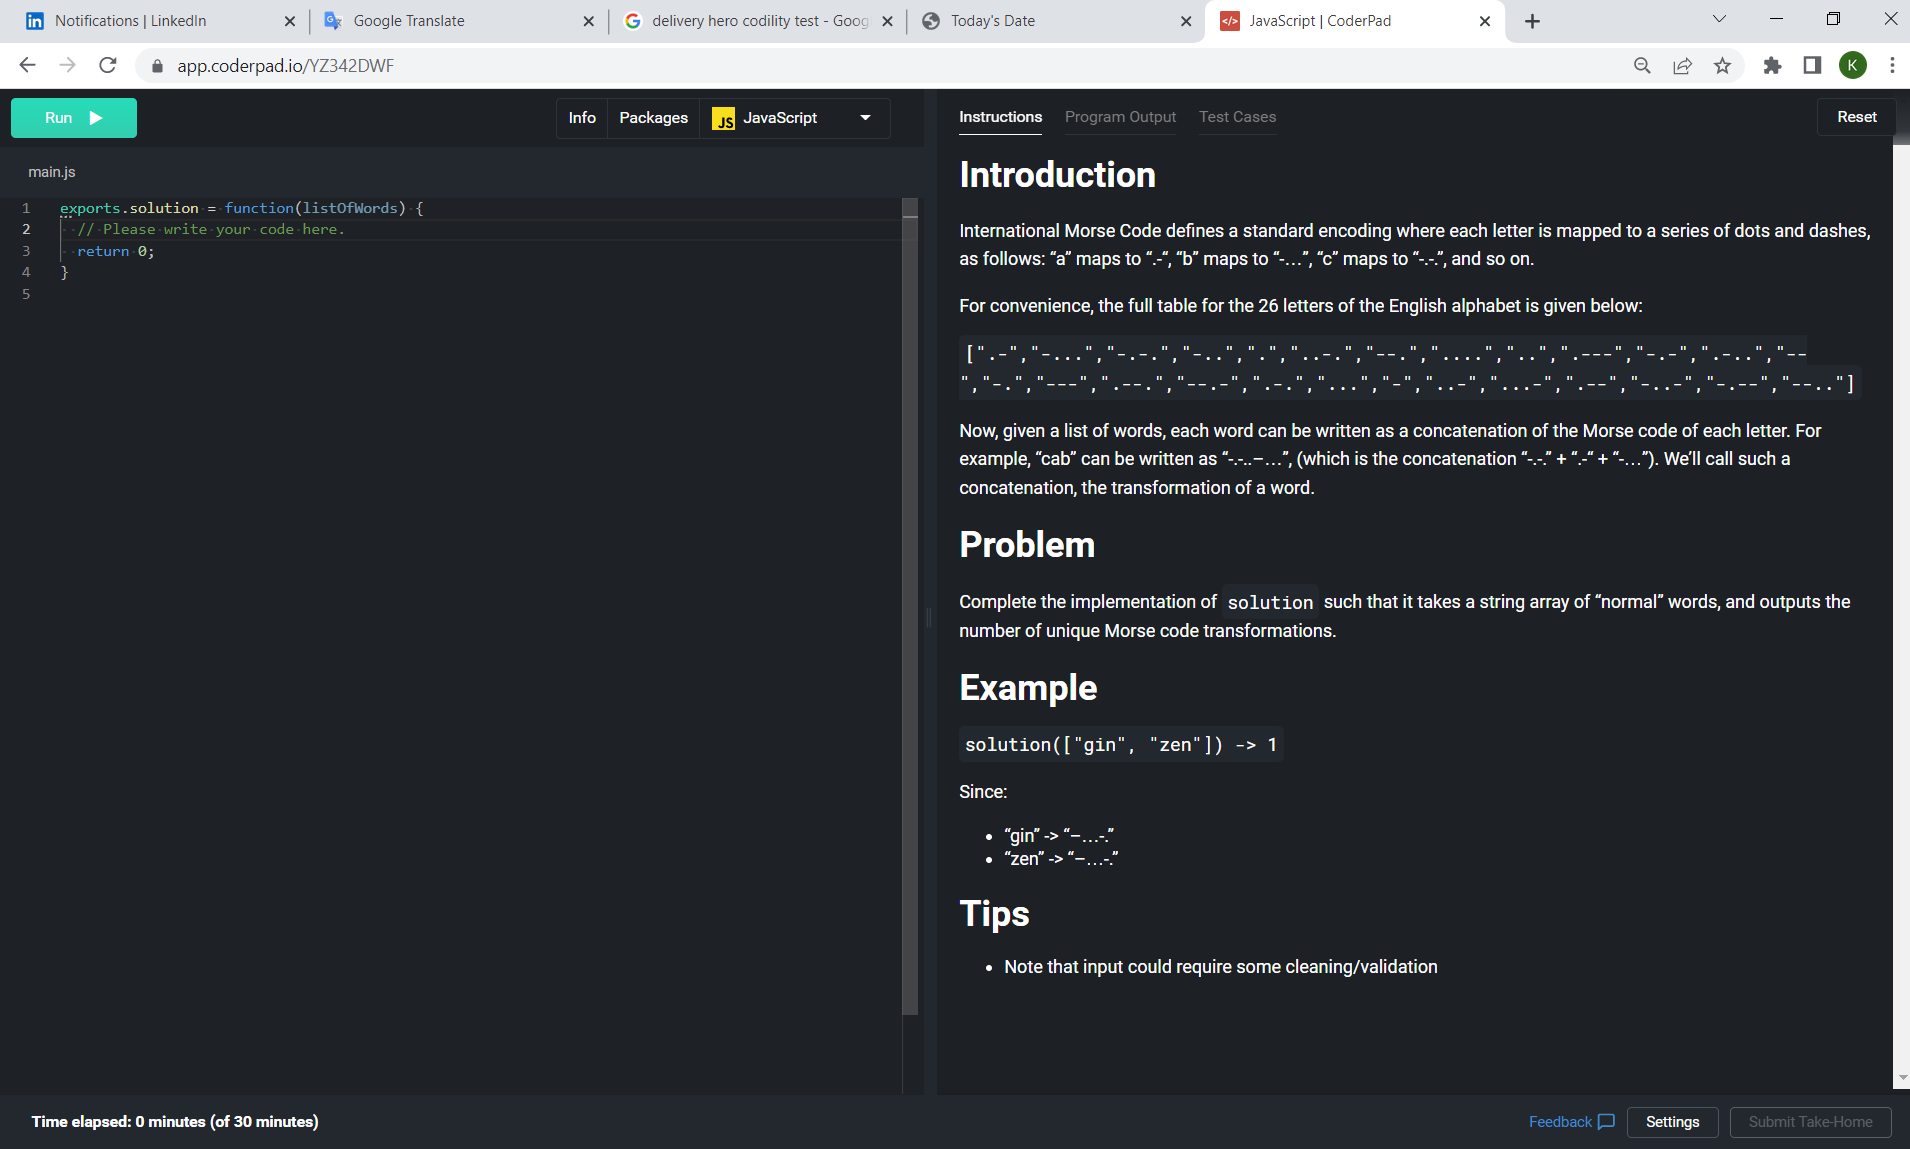 Notifications | LinkedIn
Google Translate
delivery hero codility test - Goog
Today's Date
JavaScript | CoderPad
app.coderpad.io/YZ342DWF
K
Run
Info
Packages
JS JavaScript
Instructions
Program Output
Test Cases
Reset
main.js
1 exports.solution = function(listOfWords) {
2 // Please write your code here.
3 return 0;
4 }
5
Introduction
International Morse Code defines a standard encoding where each letter is mapped to a series of dots and dashes,
as follows: “a” maps to “.-“, “b” maps to “-…”, “c” maps to “-.-.”, and so on.
For convenience, the full table for the 26 letters of the English alphabet is given below:
[".-","-...","-.-.","-..",".","..-.","--.","....","..",".---","-.-",".-..","--
","-.","---",".--.","--.-",".-.","...","-","..-","...-",".--","-..-","-.--","--.."]
Now, given a list of words, each word can be written as a concatenation of the Morse code of each letter. For
example, “cab” can be written as “-.-..–…”, (which is the concatenation “-.-.” + “.-“ + “-…”). We’ll call such a
concatenation, the transformation of a word.
Problem
Complete the implementation of solution such that it takes a string array of “normal” words, and outputs the
number of unique Morse code transformations.
Example
solution(["gin", "zen"]) -> 1
Since:
• “gin” -> “–…-.”
• “zen” -> “–…-.”
Tips
• Note that input could require some cleaning/validation
Time elapsed: 0 minutes (of 30 minutes)
Feedback
Settings
Submit Take-Home